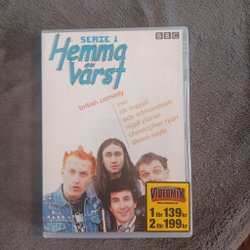 SERIE 1
BBC
Hemma
värst
british comedy
med
rik mayall
ade edmondson
nigel planer
christopher ryan
alexei sayle
VIDEOMIX
1 för 139 kr
2 för 199 kr